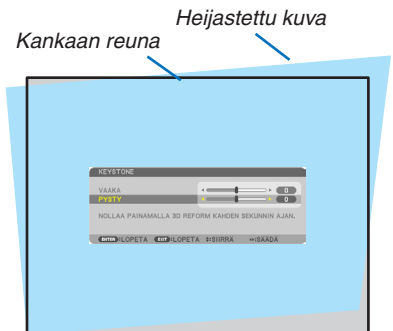 Heijastettu kuva
Kankaan reuna
KEYSTONE
VAAKA 0
PYSTY 0
NOLLAA PAINAMALLA 3D REFORM KAHDEN SEKUNNIN AJAN.
ENTER:LOPETA EXIT:LOPETA ↕:SIIRRÄ ↔:SÄÄDÄ